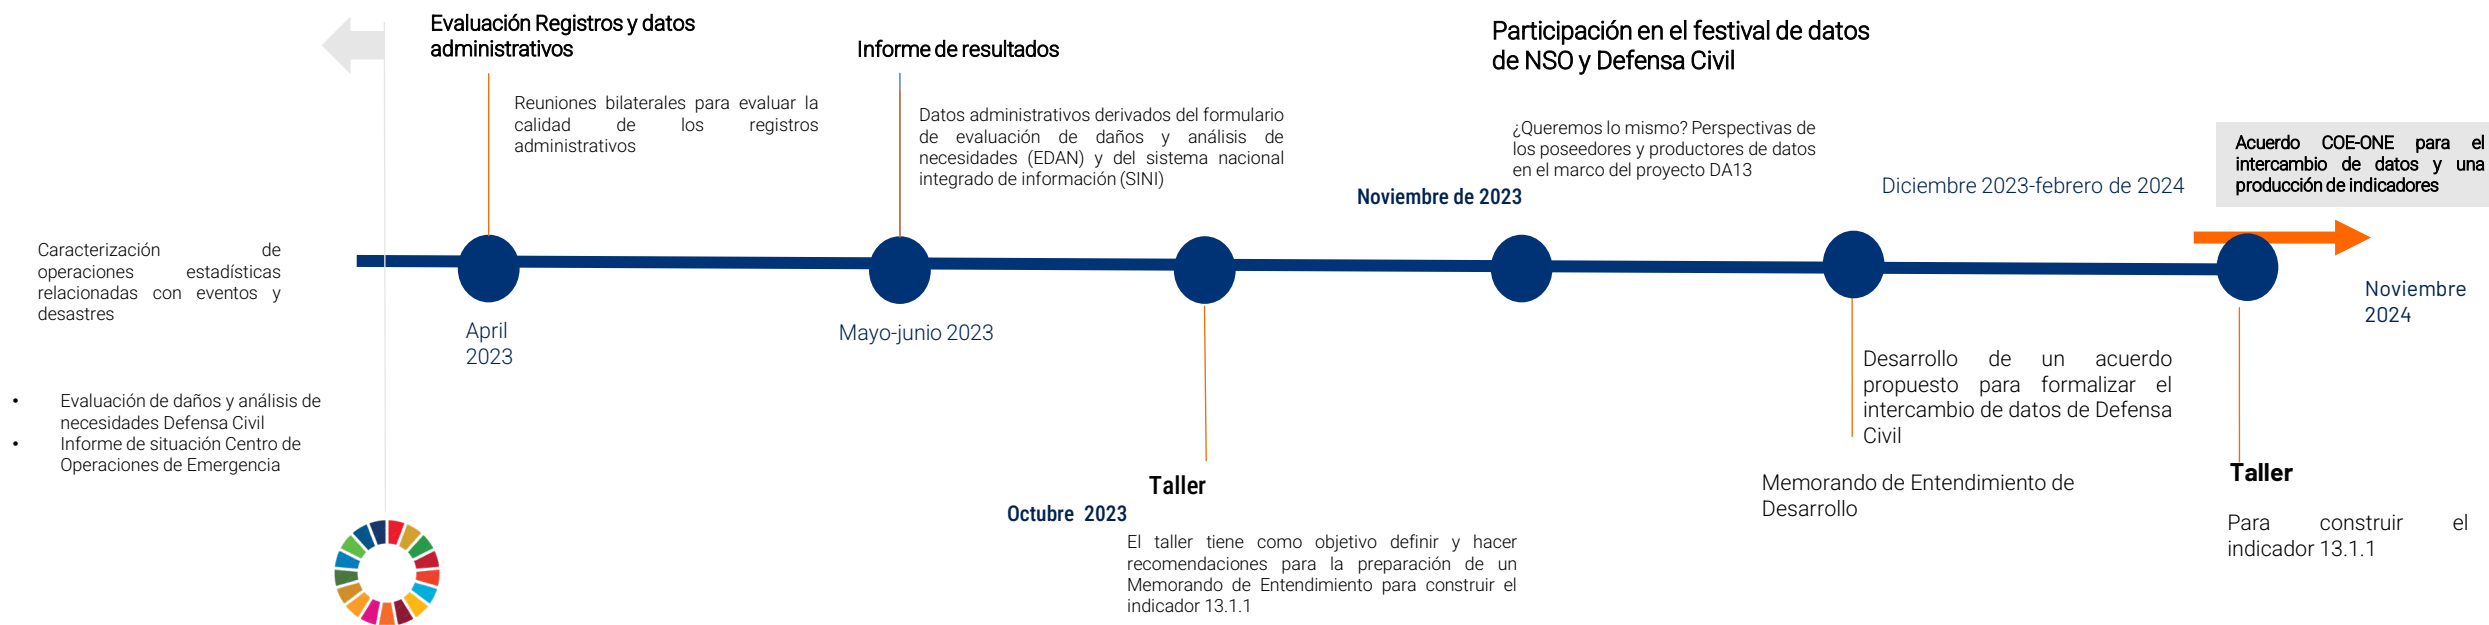 Caracterización de
operaciones estadísticas
relacionadas con eventos y
desastres
• Evaluación de daños y análisis de
necesidades Defensa Civil
• Informe de situación Centro de
Operaciones de Emergencia
Evaluación Registros y datos
administrativos
Reuniones bilaterales para evaluar la
calidad de los registros
administrativos
April
2023
Informe de resultados
Datos administrativos derivados del formulario
de evaluación de daños y análisis de
necesidades (EDAN) y del sistema nacional
integrado de información (SINI)
Mayo-junio 2023
Taller
Octubre 2023
El taller tiene como objetivo definir y hacer
recomendaciones para la preparación de un
Memorando de Entendimiento para construir el
indicador 13.1.1
Participación en el festival de datos
de NSO y Defensa Civil
¿Queremos lo mismo? Perspectivas de
los poseedores y productores de datos
en el marco del proyecto DA13
Noviembre de 2023
Diciembre 2023-febrero de 2024
Desarrollo de un acuerdo
propuesto para formalizar el
intercambio de datos de Defensa
Civil
Memorando de Entendimiento de
Desarrollo
Acuerdo COE-ONE para el
intercambio de datos y una
producción de indicadores
Noviembre
2024
Taller
Para construir el
indicador 13.1.1